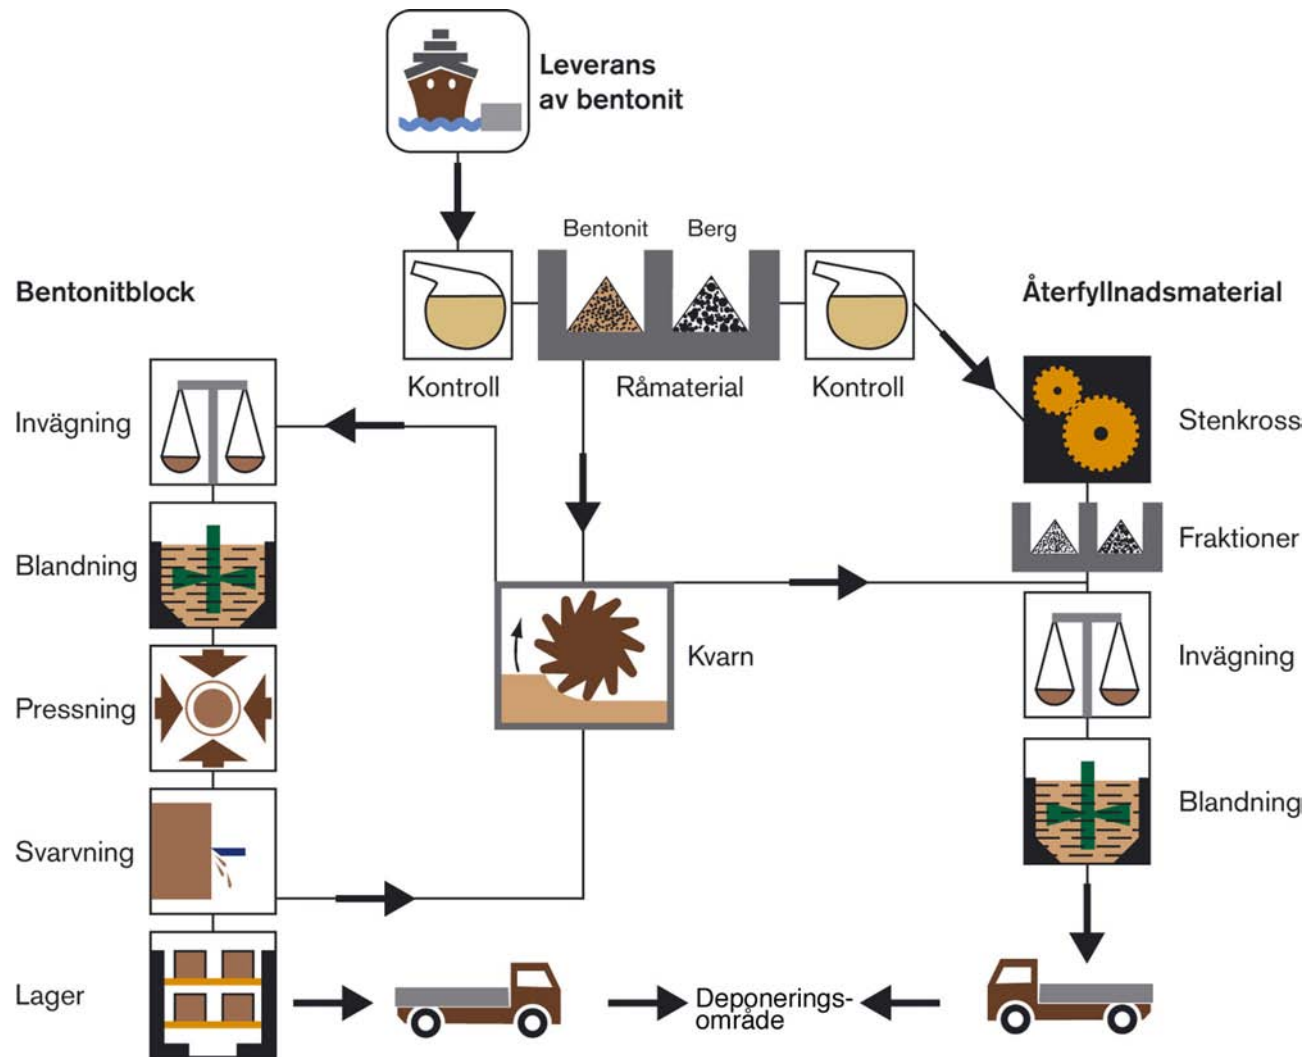 Leverans
av bentonit
Bentonit
Berg
Bentonitblock
Återfyllnadsmaterial
Kontroll
Råmaterial
Kontroll
Invägning
Stenkross
Fraktioner
Blandning
Kvarn
Invägning
Pressning
Blandning
Svarvning
Lager
Deponerings-
område